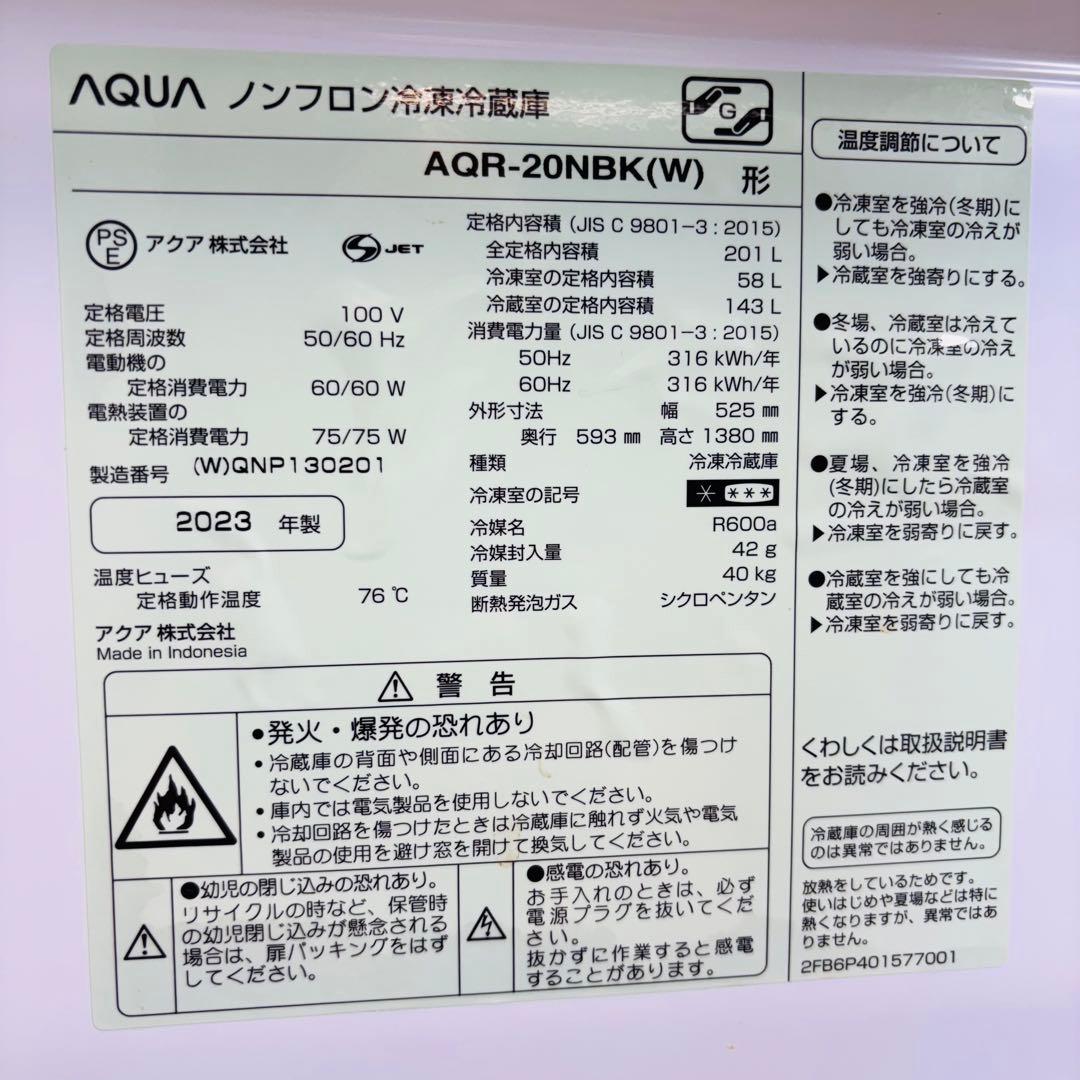 AQUA ノンフロン冷凍冷蔵庫
G
AQR-20NBK(W) 形
PS
E
アクア 株式会社
JET
定格電圧 100 V
定格周波数 50/60 Hz
電動機の
定格消費電力 60/60 W
電熱装置の
定格消費電力 75/75 W
製造番号 (W)QNP130201
2023 年製
温度ヒューズ
定格動作温度 76 ℃
アクア 株式会社
Made in Indonesia
定格内容積 (JIS C 9801-3 : 2015)
全定格内容積 201 L
冷凍室の定格内容積 58 L
冷蔵室の定格内容積 143 L
消費電力量 (JIS C 9801-3 : 2015)
50Hz 316 kWh/年
60Hz 316 kWh/年
外形寸法 幅 525 ㎜
奥行 593 ㎜ 高さ 1380 ㎜
種類 冷凍冷蔵庫
冷凍室の記号
冷媒名 R600a
冷媒封入量 42 g
質量 40 kg
断熱発泡ガス シクロペンタン
警 告
●発火・爆発の恐れあり
・冷蔵庫の背面や側面にある冷却回路(配管)を傷つけ
ないでください。
・庫内では電気製品を使用しないでください。
・冷却回路を傷つけたときは冷蔵庫に触れず火気や電気
製品の使用を避け窓を開けて換気してください。
●幼児の閉じ込みの恐れあり。
リサイクルの時など、保管時
の幼児閉じ込みが懸念される
場合は、扉パッキングをはず
してください。
●感電の恐れあり。
お手入れのときは、必ず
電源プラグを抜いてくだ
さい。
抜かずに作業すると感電
することがあります。
温度調節について
●冷凍室を強冷(冬期)に
しても冷凍室の冷えが
弱い場合。
▶冷蔵室を強寄りにする。
●冬場、冷蔵室は冷えて
いるのに冷凍室の冷え
が弱い場合。
▶冷凍室を強冷(冬期)に
する。
●夏場、冷凍室を強冷
(冬期)にしたら冷蔵室
の冷えが弱い場合。
▶冷凍室を弱寄りに戻す。
●冷蔵室を強にしても冷
蔵室の冷えが弱い場合。
▶冷凍室を弱寄りに戻す。
くわしくは取扱説明書
をお読みください。
冷蔵庫の周囲が熱く感じる
のは異常ではありません。
放熱をしているためです。
使いはじめや夏場などは特に
熱くなりますが、異常ではあ
りません。
2FB6P401577001